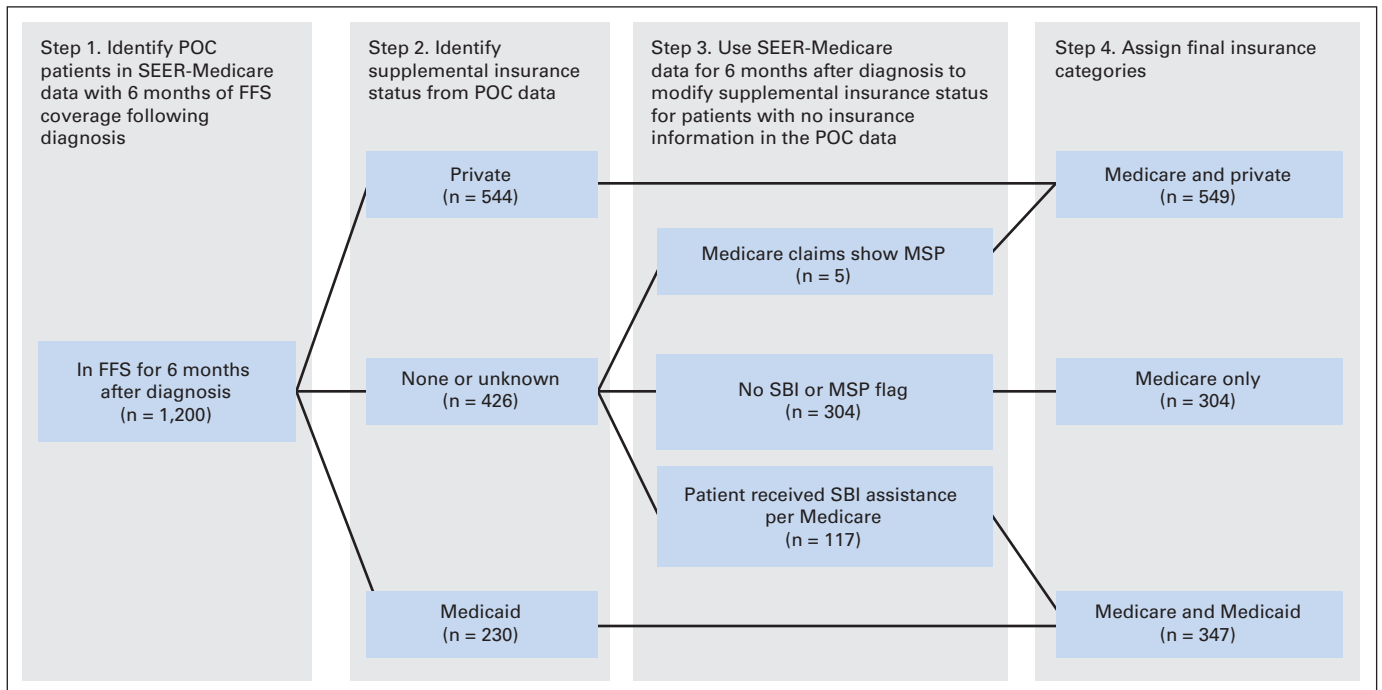 Step 1. Identify POC
patients in SEER-Medicare
data with 6 months of FFS
coverage following
diagnosis
Step 2. Identify
supplemental insurance
status from POC data
Step 3. Use SEER-Medicare
data for 6 months after diagnosis to
modify supplemental insurance status
for patients with no insurance
information in the POC data
Step 4. Assign final insurance
categories
In FFS for 6 months
after diagnosis
(n = 1,200)
Private
(n = 544)
None or unknown
(n = 426)
Medicaid
(n = 230)
Medicare claims show MSP
(n = 5)
No SBI or MSP flag
(n = 304)
Patient received SBI assistance
per Medicare
(n = 117)
Medicare and private
(n = 549)
Medicare only
(n = 304)
Medicare and Medicaid
(n = 347)